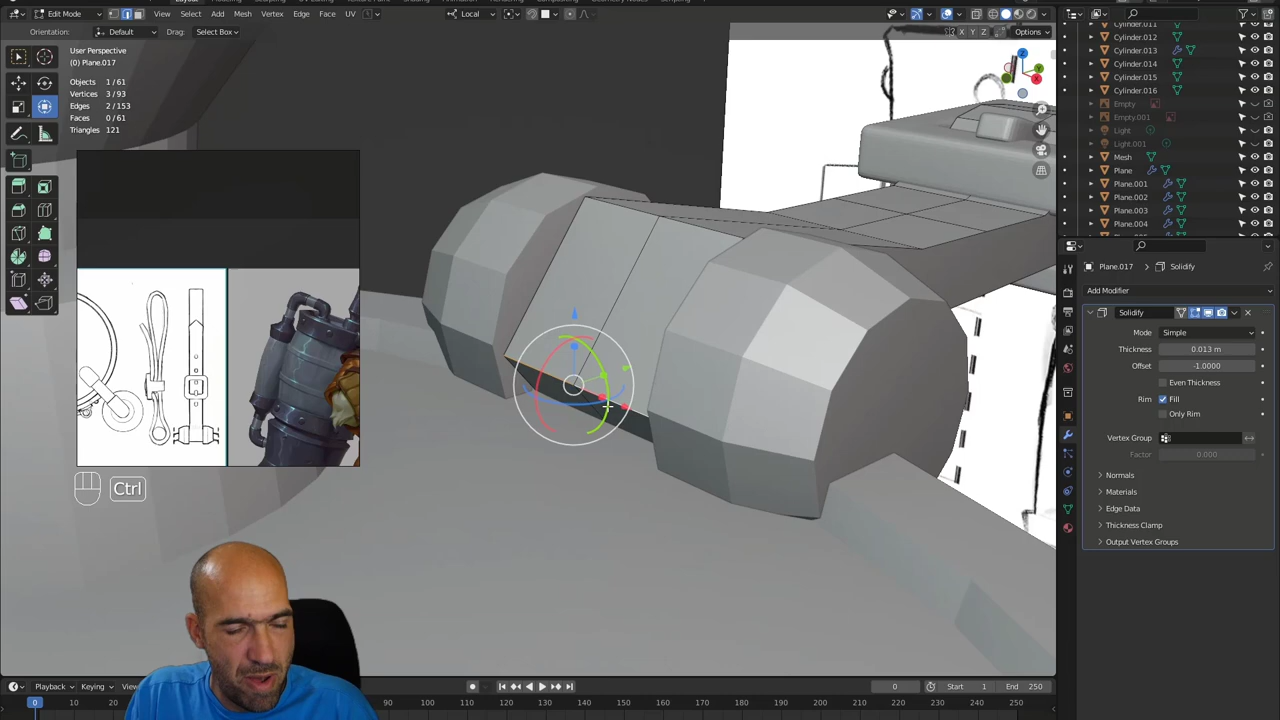 Edit Mode
View
Select
Add
Mesh
Vertex
Edge
Face
UV
Local
Orientation:
Default
Drag:
Select Box
X
Y
Z
Options
User Perspective
(0) Plane.017
Objects 1/61
Vertices 3/93
Edges 2/153
Faces 0/61
Triangles 121
Ctrl
Cylinder.011
Cylinder.012
Cylinder.013
Cylinder.014
Cylinder.015
Cylinder.016
Empty
Empty.001
Light
Light.001
Mesh
Plane
Plane.001
Plane.002
Plane.003
Plane.004
Plane.017
Solidify
Add Modifier
Solidify
Mode
Simple
Thickness
0.013 m
Offset
-1.0000
Even Thickness
Rim
Fill
Only Rim
Vertex Group
Factor
0.000
Normals
Materials
Edge Data
Thickness Clamp
Output Vertex Groups
Playback
Keying
View
0
Start 1
End 250
0
10
20
100
110
120
130
140
150
160
170
180
190
200
210
220
230
240
250